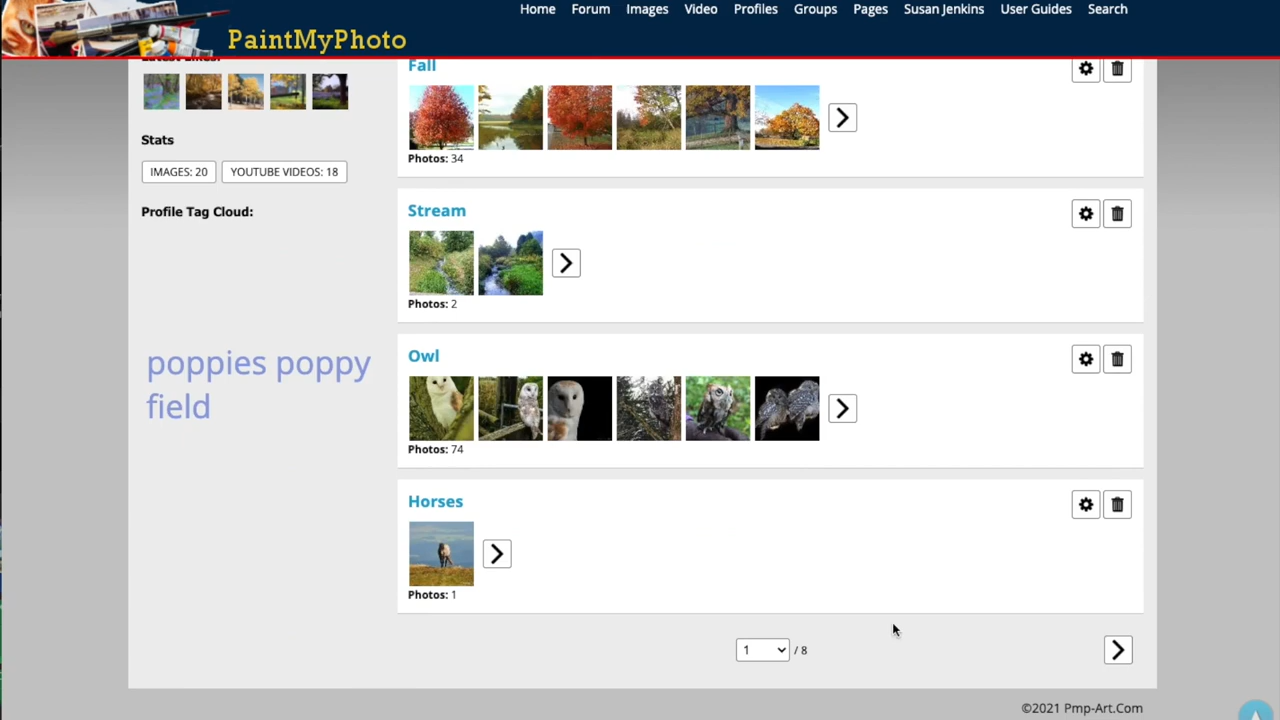 Home Forum Images Video Profiles Groups Pages Susan Jenkins User Guides Search
PaintMyPhoto
Latest Likes:
Stats
IMAGES: 20 YOUTUBE VIDEOS: 18
Profile Tag Cloud:
poppies poppy
field
Fall
Photos: 34
Stream
Photos: 2
Owl
Photos: 74
Horses
Photos: 1
1 / 8
©2021 Pmp-Art.Com